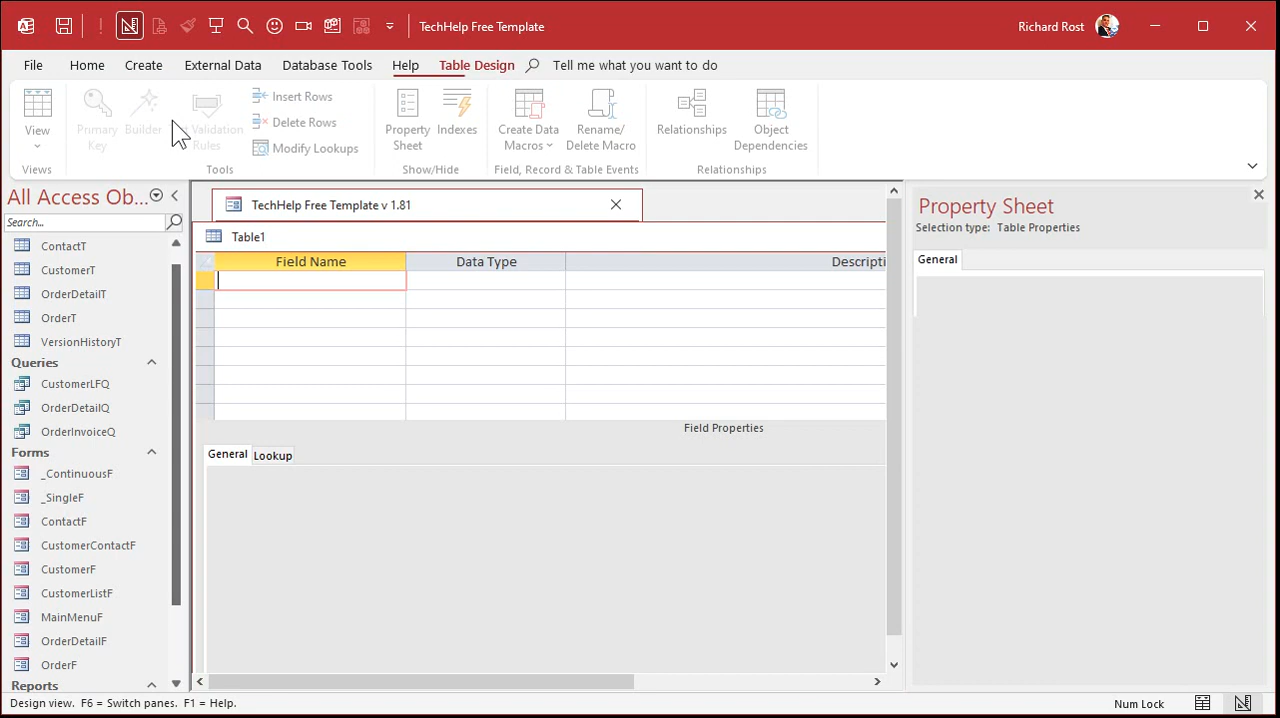 TechHelp Free Template
Richard Rost
File Home Create External Data Database Tools Help Table Design Tell me what you want to do
View
Primary Key
Builder
Validation Rules
Insert Rows
Delete Rows
Modify Lookups
Property Sheet
Indexes
Create Data Macros
Rename/ Delete Macro
Relationships
Object Dependencies
Views
Tools
Show/Hide
Field, Record & Table Events
Relationships
All Access Ob...
Search...
ContactT
CustomerT
OrderDetailT
OrderT
VersionHistoryT
Queries
CustomerLFQ
OrderDetailQ
OrderInvoiceQ
Forms
_ContinuousF
_SingleF
ContactF
CustomerContactF
CustomerF
CustomerListF
MainMenuF
OrderDetailF
OrderF
Reports
TechHelp Free Template v 1.81
Table1
Field Name Data Type Descripti
Field Properties
General Lookup
Property Sheet
Selection type: Table Properties
General
Design view. F6 = Switch panes. F1 = Help.
Num Lock